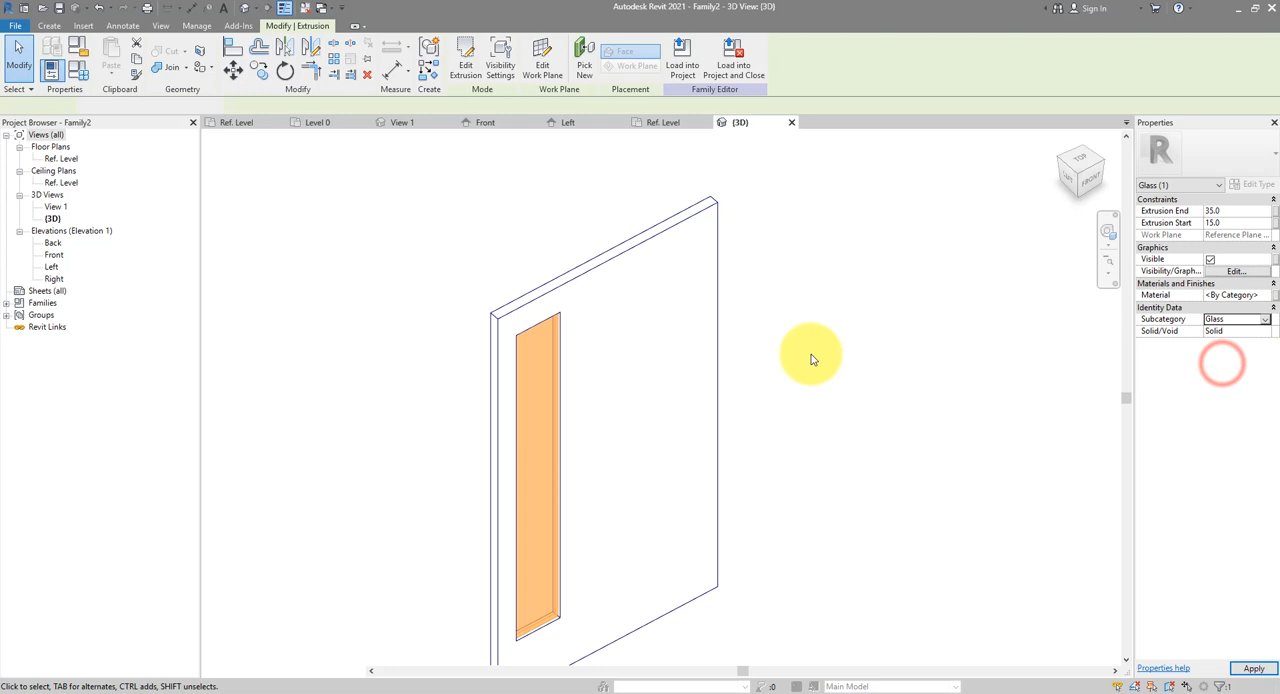 Autodesk Revit 2021 - Family2 - 3D View: {3D}
Sign In
File Create Insert Annotate View Manage Add-Ins Modify | Extrusion
Modify
Paste
Cut
Join
Edit Extrusion
Visibility Settings
Edit Work Plane
Pick New
Face
Work Plane
Load into Project
Load into Project and Close
Select Properties Clipboard Geometry Modify Measure Create Mode Work Plane Placement Family Editor
Project Browser - Family2
Ref. Level Level 0 View 1 Front Left Ref. Level {3D}
Views (all)
Floor Plans
Ref. Level
Ceiling Plans
Ref. Level
3D Views
View 1
{3D}
Elevations (Elevation 1)
Back
Front
Left
Right
Sheets (all)
Families
Groups
Revit Links
TOP
LEFT
FRONT
Properties
R
Glass (1) Edit Type
Constraints
Extrusion End 35.0
Extrusion Start 15.0
Work Plane Reference Plane ...
Graphics
Visible
Visibility/Graph... Edit...
Materials and Finishes
Material <By Category>
Identity Data
Subcategory Glass
Solid/Void Solid
Properties help Apply
Click to select, TAB for alternates, CTRL adds, SHIFT unselects. :0 Main Model :1